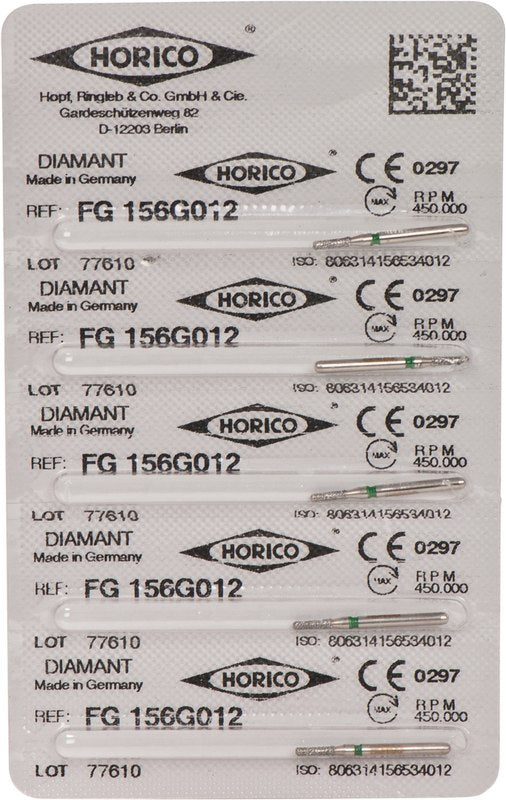 HORICO ®
Hopf, Ringleb & Co. GmbH & Cie.
Gardeschützenweg 82
D-12203 Berlin
DIAMANT HORICO ® CE 0297
Made in Germany
REF: FG 156G012 MAX RPM 450.000
LOT 77610 ISO: 806314156534012
DIAMANT HORICO ® CE 0297
Made in Germany
REF: FG 156G012 MAX RPM 450.000
LOT 77610 ISO: 806314156534012
DIAMANT HORICO ® CE 0297
Made in Germany
REF: FG 156G012 MAX RPM 450.000
LOT 77610 ISO: 806314156534012
DIAMANT HORICO ® CE 0297
Made in Germany
REF: FG 156G012 MAX RPM 450.000
LOT 77610 ISO: 806314156534012
DIAMANT HORICO ® CE 0297
Made in Germany
REF: FG 156G012 MAX RPM 450.000
LOT 77610 ISO: 806314156534012